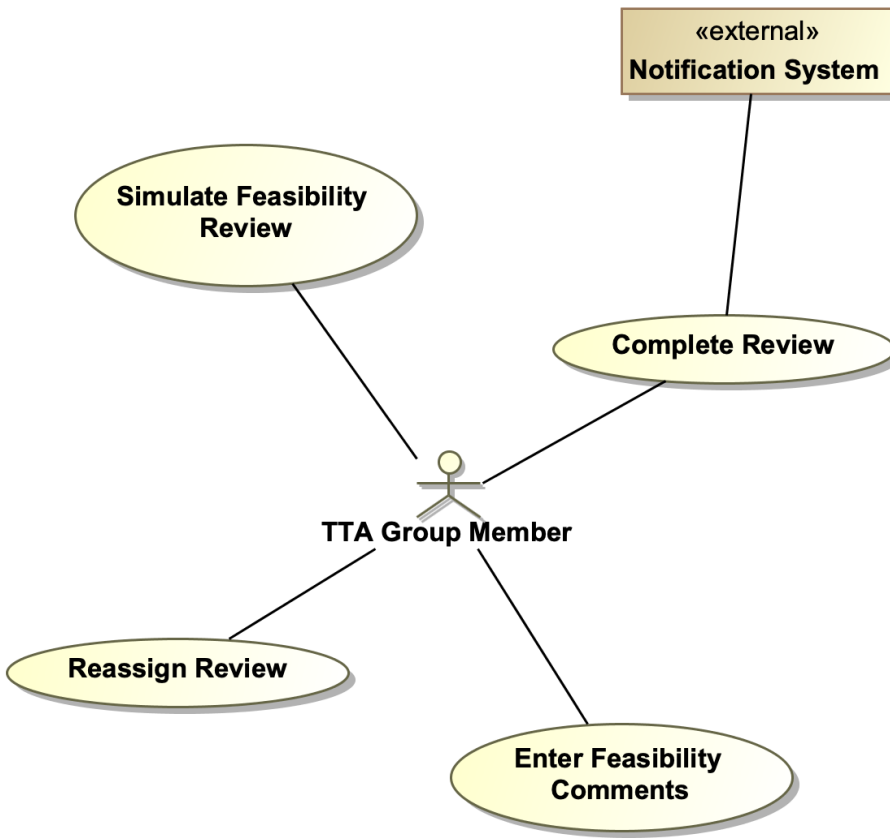 «external»
Notification System
Simulate Feasibility
Review
Complete Review
TTA Group Member
Reassign Review
Enter Feasibility
Comments